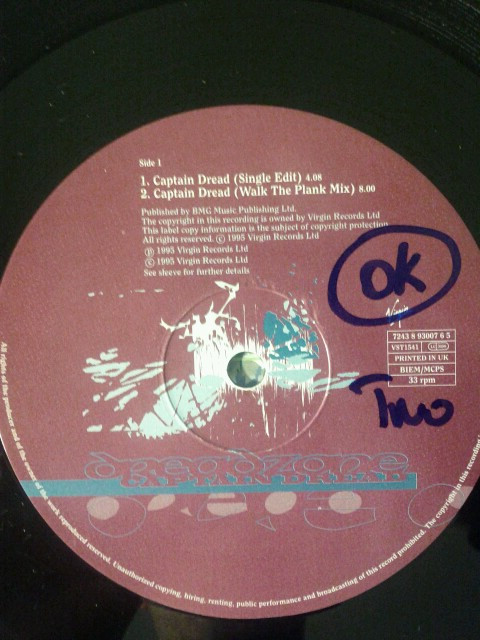 Side 1
1. Captain Dread (Single Edit) 4.08
2. Captain Dread (Walk The Plank Mix) 8.00
Published by BMG Music Publishing Ltd.
The copyright in this recording is owned by Virgin Records Ltd
This label copy information is the subject of copyright protection.
All rights reserved. © 1995 Virgin Records Ltd
℗ 1995 Virgin Records Ltd
© 1995 Virgin Records Ltd
See sleeve for further details
OK
Virgin
7243 8 93007 6 5
VST1541
PRINTED IN UK
BIEM/MCPS
33 rpm
Two
dreadzone
CAPTAIN DREAD
All rights of the producer and of the owner of the work reproduced reserved. Unauthorised copying, hiring, renting, public performance and broadcasting of this record prohibited. The copyright in this recording